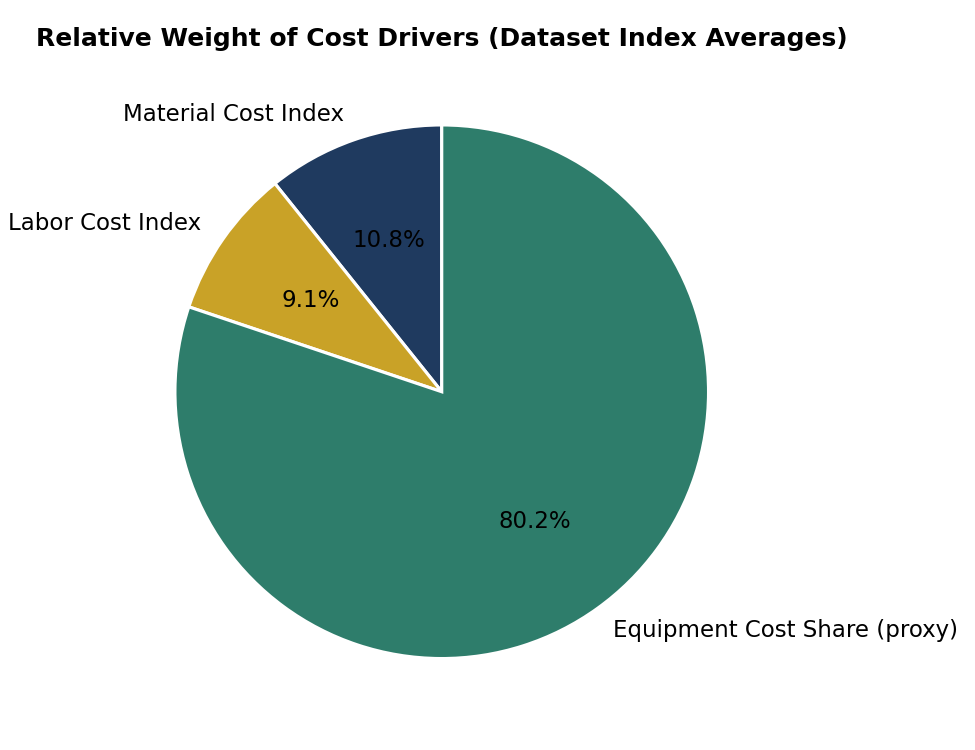 Relative Weight of Cost Drivers (Dataset Index Averages)
Material Cost Index
Labor Cost Index
10.8%
9.1%
80.2%
Equipment Cost Share (proxy)